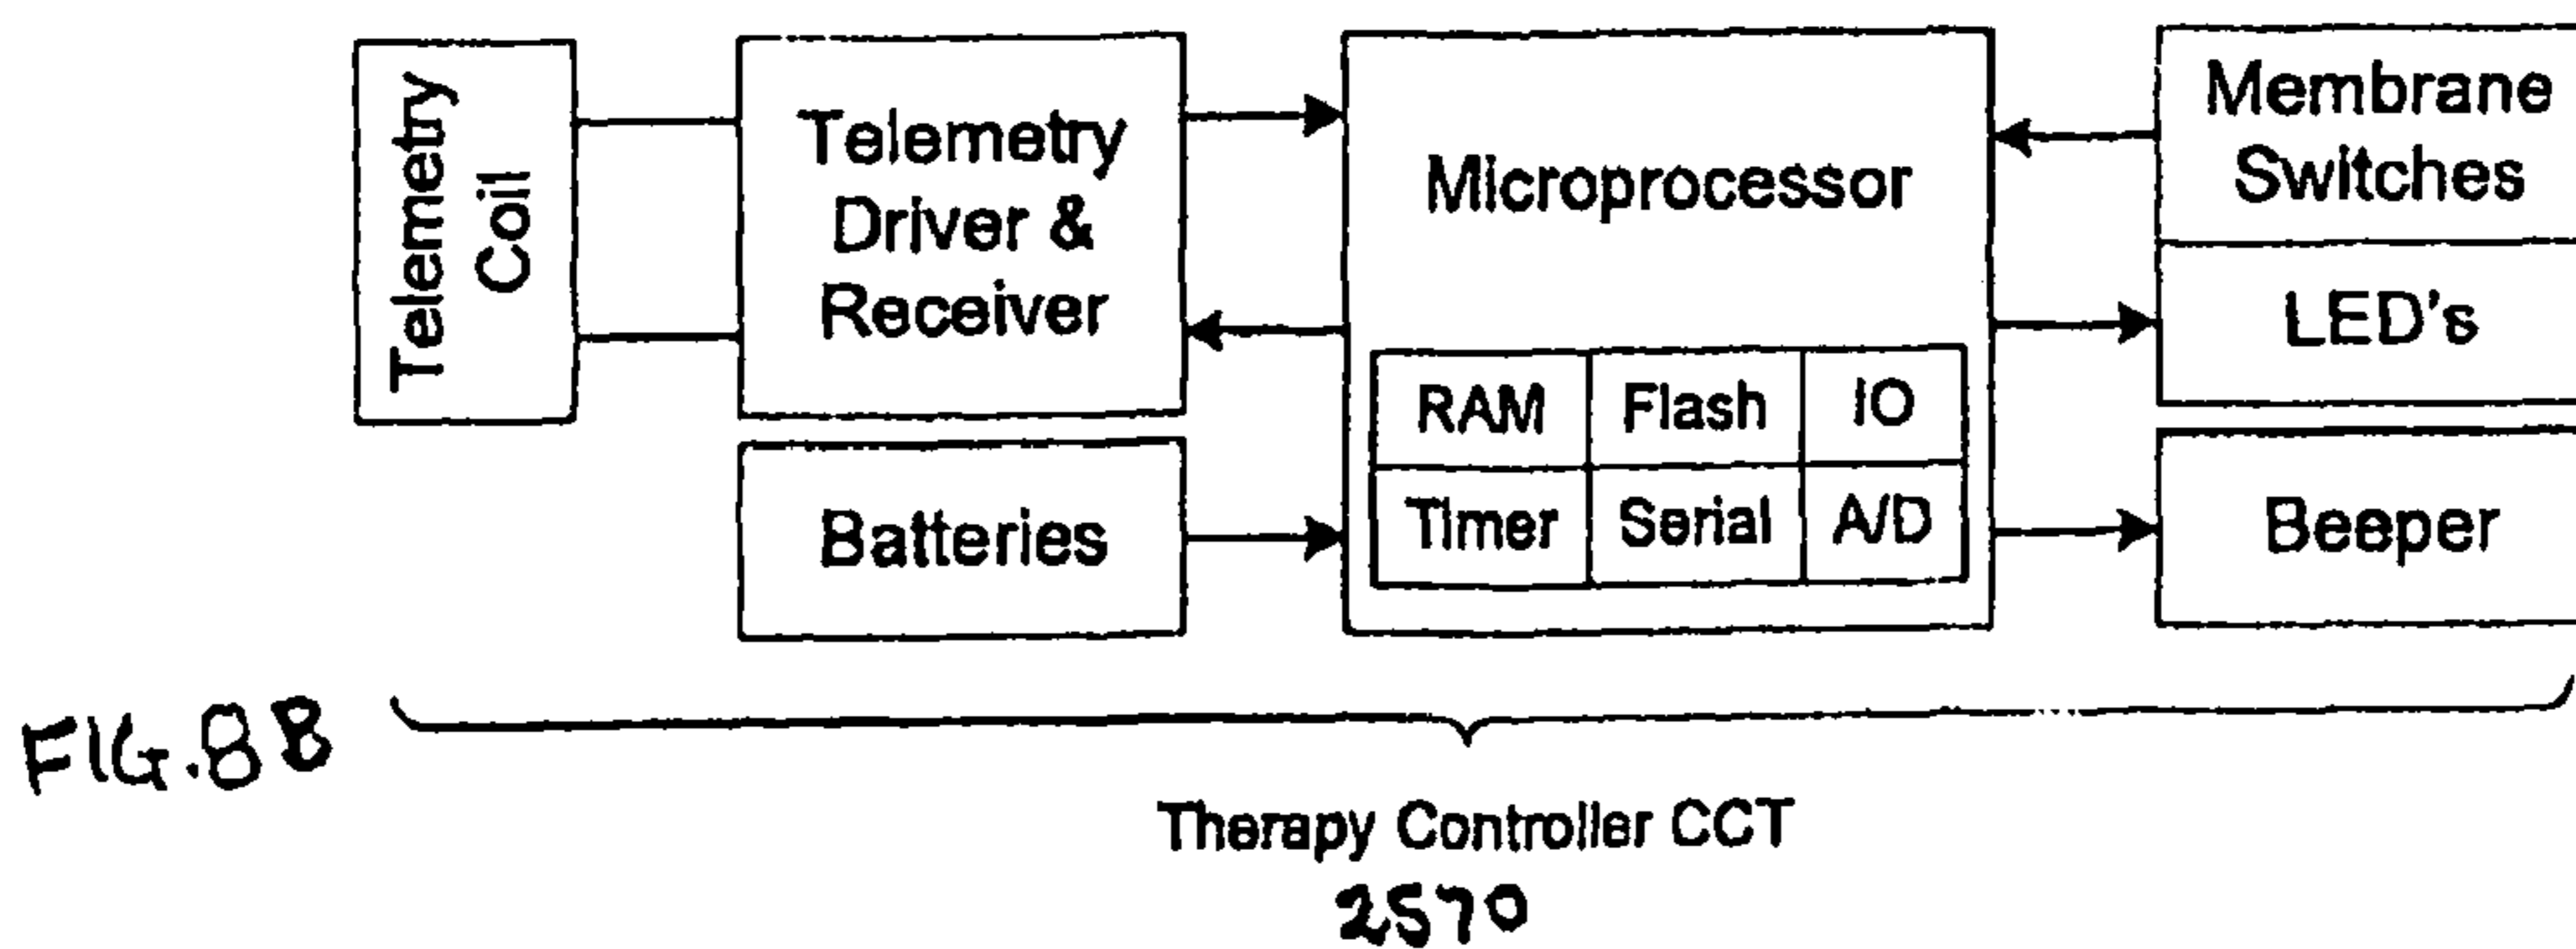 Telemetry
Coil
Telemetry
Driver &
Receiver
Batteries
Microprocessor
RAM Flash IO
Timer Serial A/D
Membrane
Switches
LED's
Beeper
FIG.8B
Therapy Controller CCT
2570